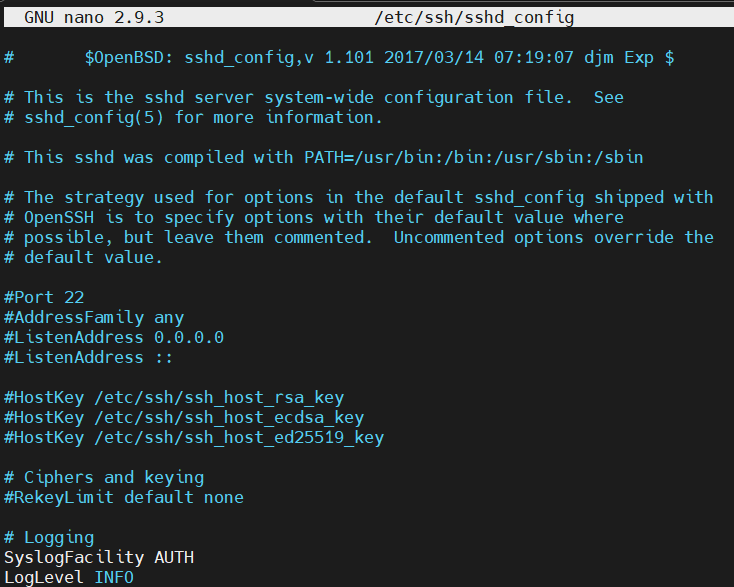 GNU nano 2.9.3 /etc/ssh/sshd_config
# $OpenBSD: sshd_config,v 1.101 2017/03/14 07:19:07 djm Exp $
# This is the sshd server system-wide configuration file. See
# sshd_config(5) for more information.
# This sshd was compiled with PATH=/usr/bin:/bin:/usr/sbin:/sbin
# The strategy used for options in the default sshd_config shipped with
# OpenSSH is to specify options with their default value where
# possible, but leave them commented. Uncommented options override the
# default value.
#Port 22
#AddressFamily any
#ListenAddress 0.0.0.0
#ListenAddress ::
#HostKey /etc/ssh/ssh_host_rsa_key
#HostKey /etc/ssh/ssh_host_ecdsa_key
#HostKey /etc/ssh/ssh_host_ed25519_key
# Ciphers and keying
#RekeyLimit default none
# Logging
SyslogFacility AUTH
LogLevel INFO